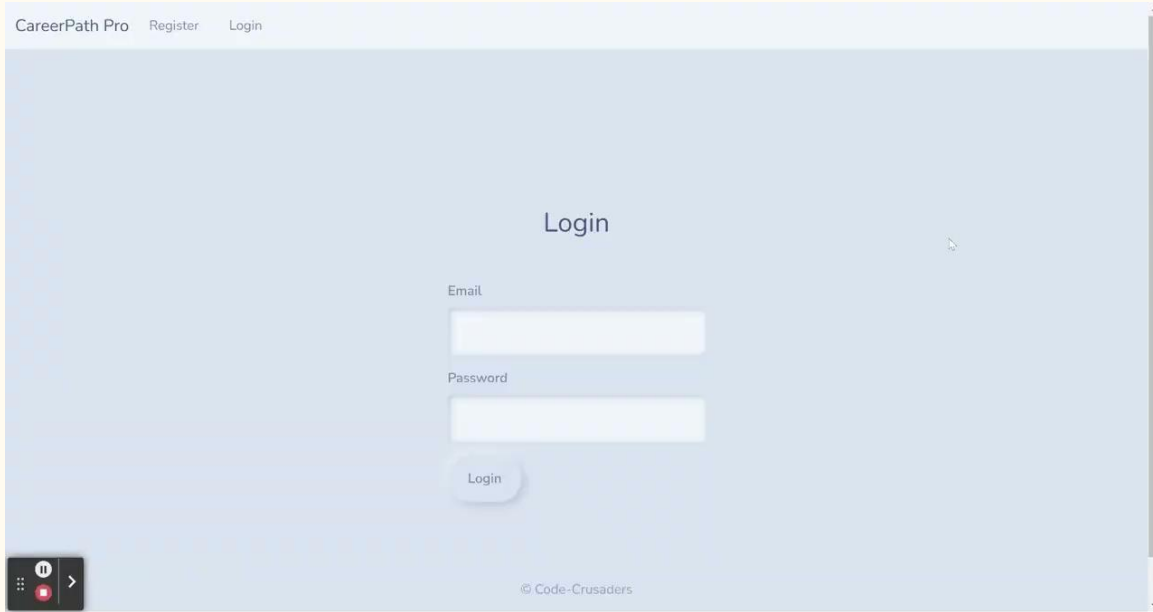 CareerPath Pro Register Login
Login
Email
Password
Login
© Code-Crusaders